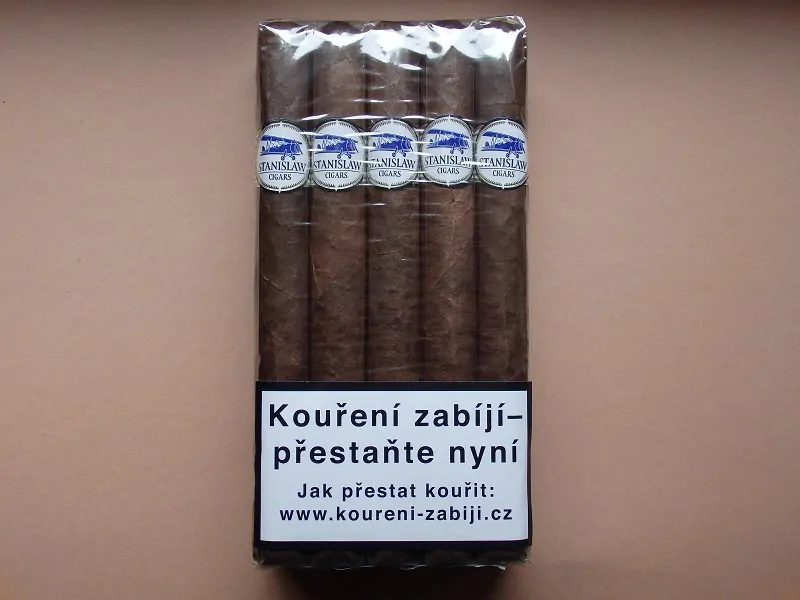 STANISLAW
CIGARS
STANISLAW
CIGARS
STANISLAW
CIGARS
STANISLAW
CIGARS
STANISLAW
CIGARS
Kouření zabíjí–
přestaňte nyní
Jak přestat kouřit:
www.koureni-zabiji.cz